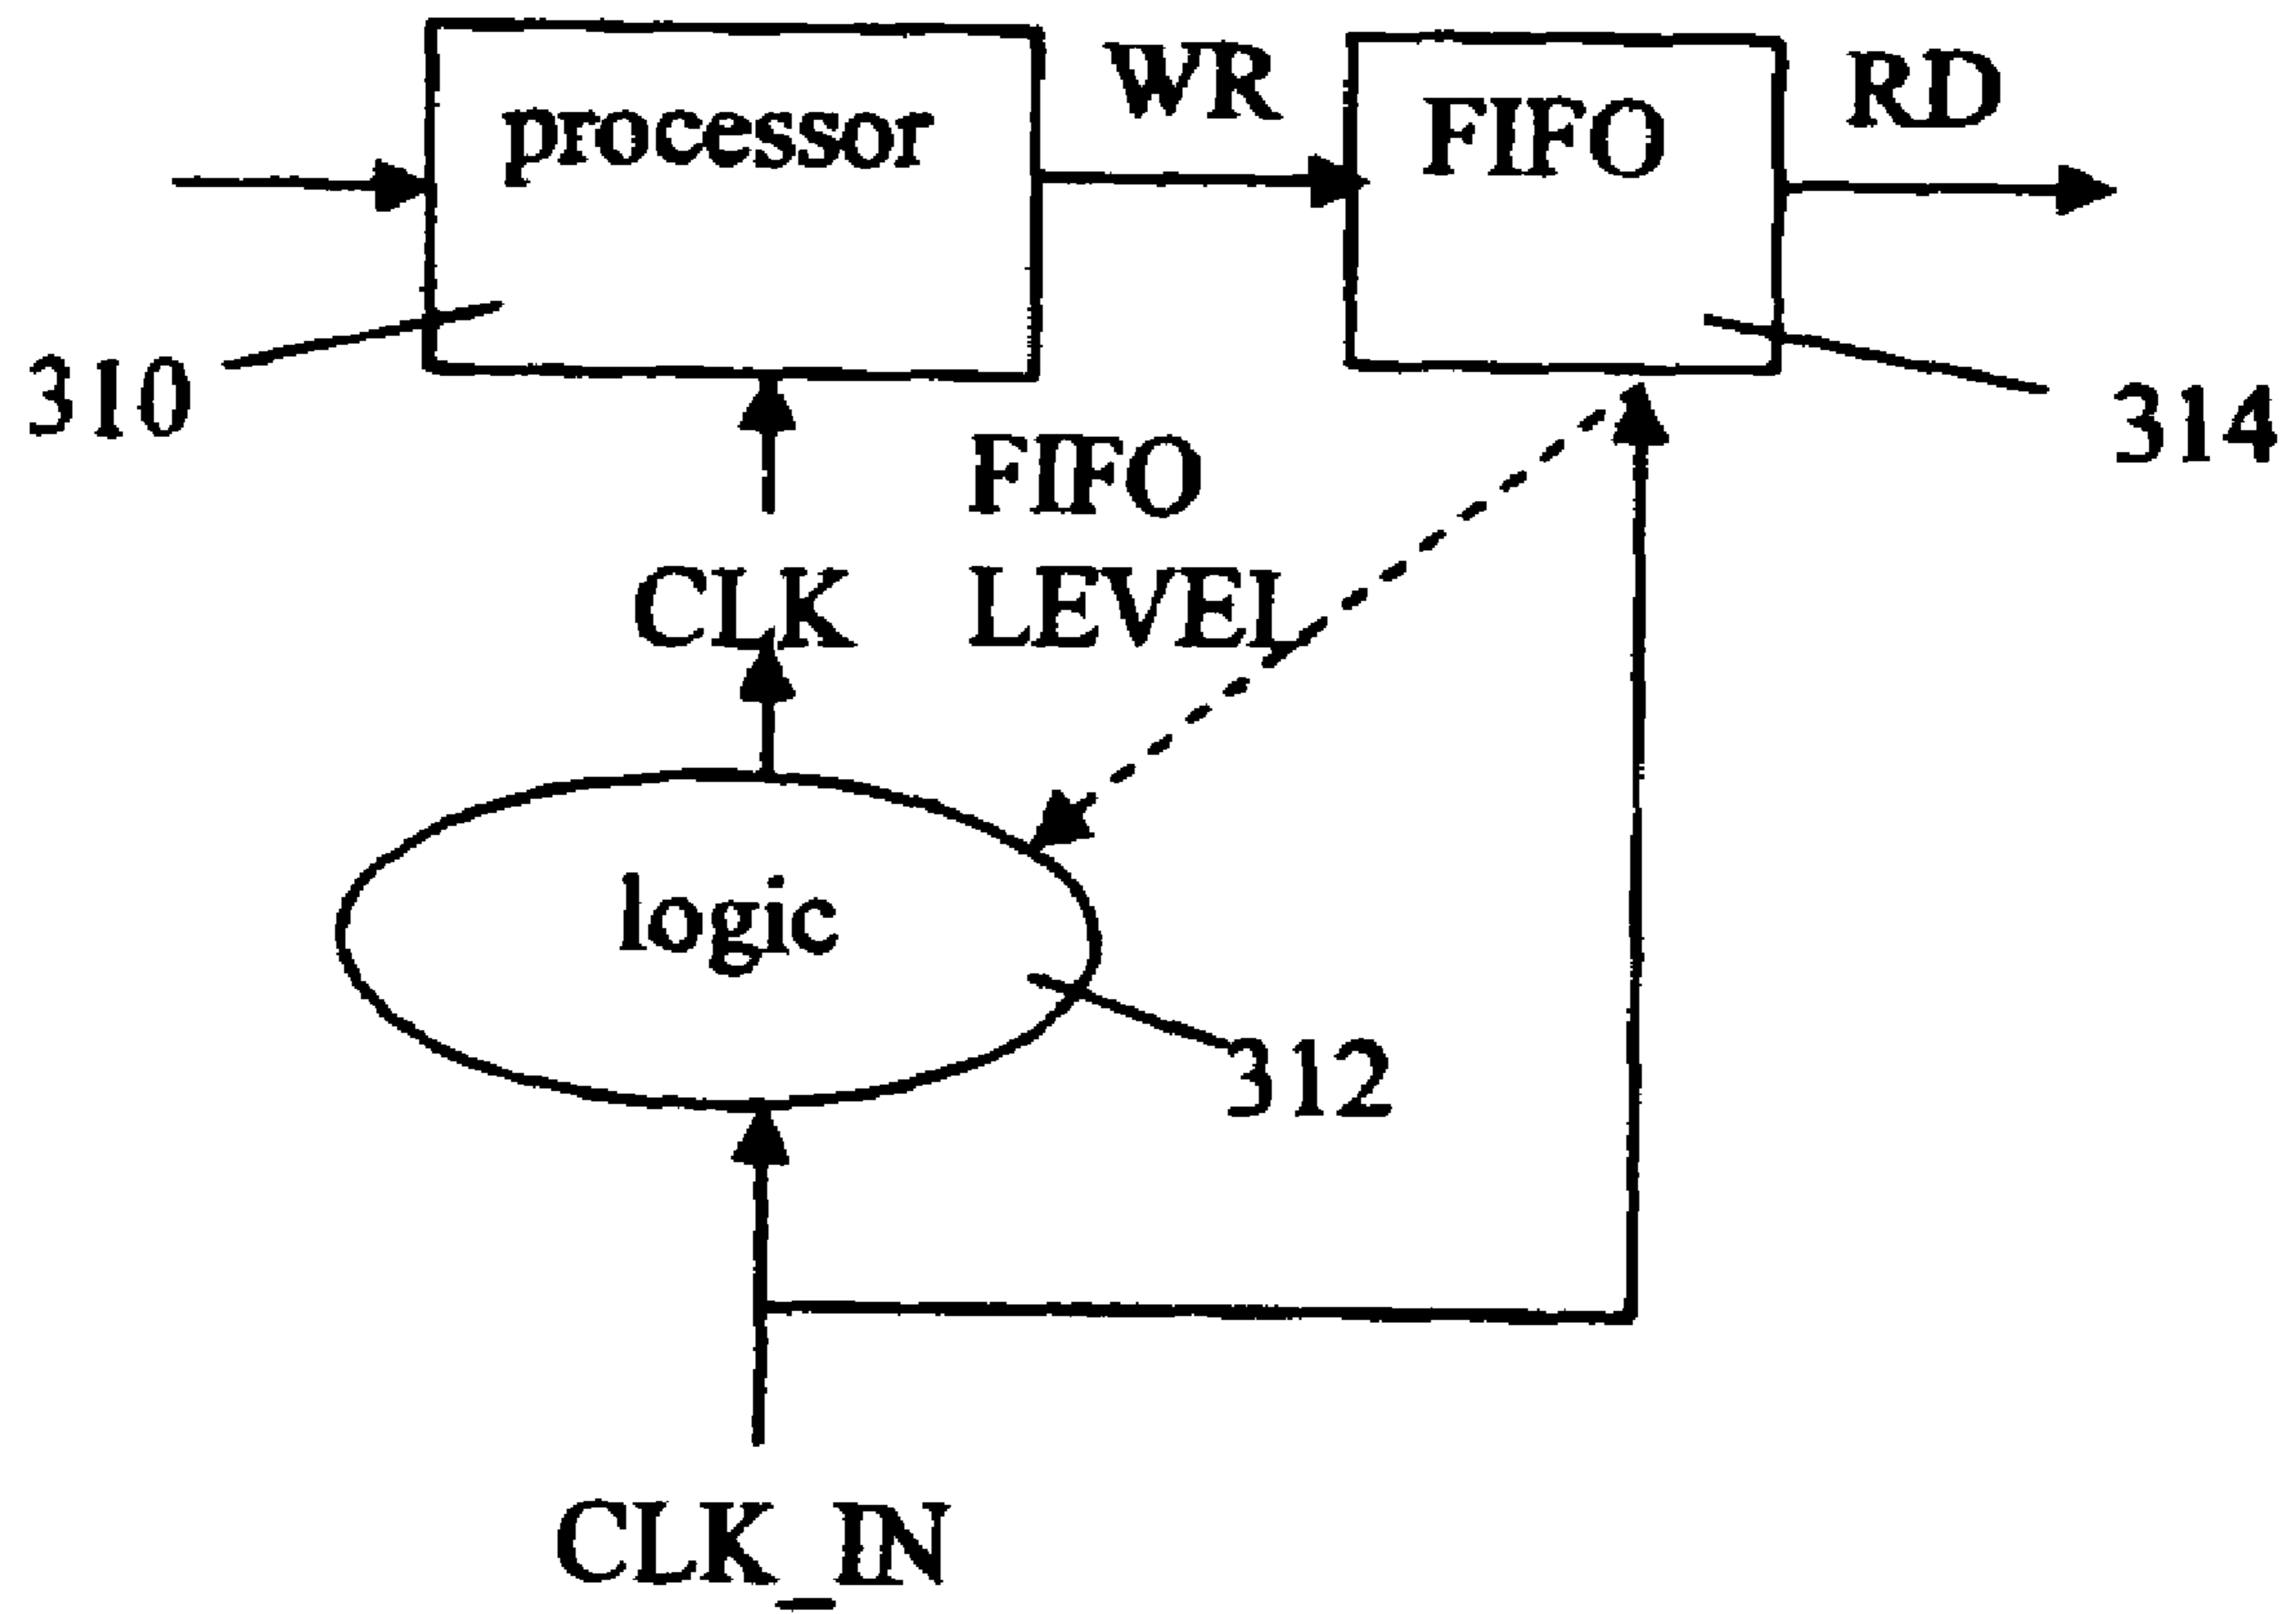 processor
WR
FIFO
RD
310
314
FIFO
LEVEL
CLK
logic
312
CLK_IN